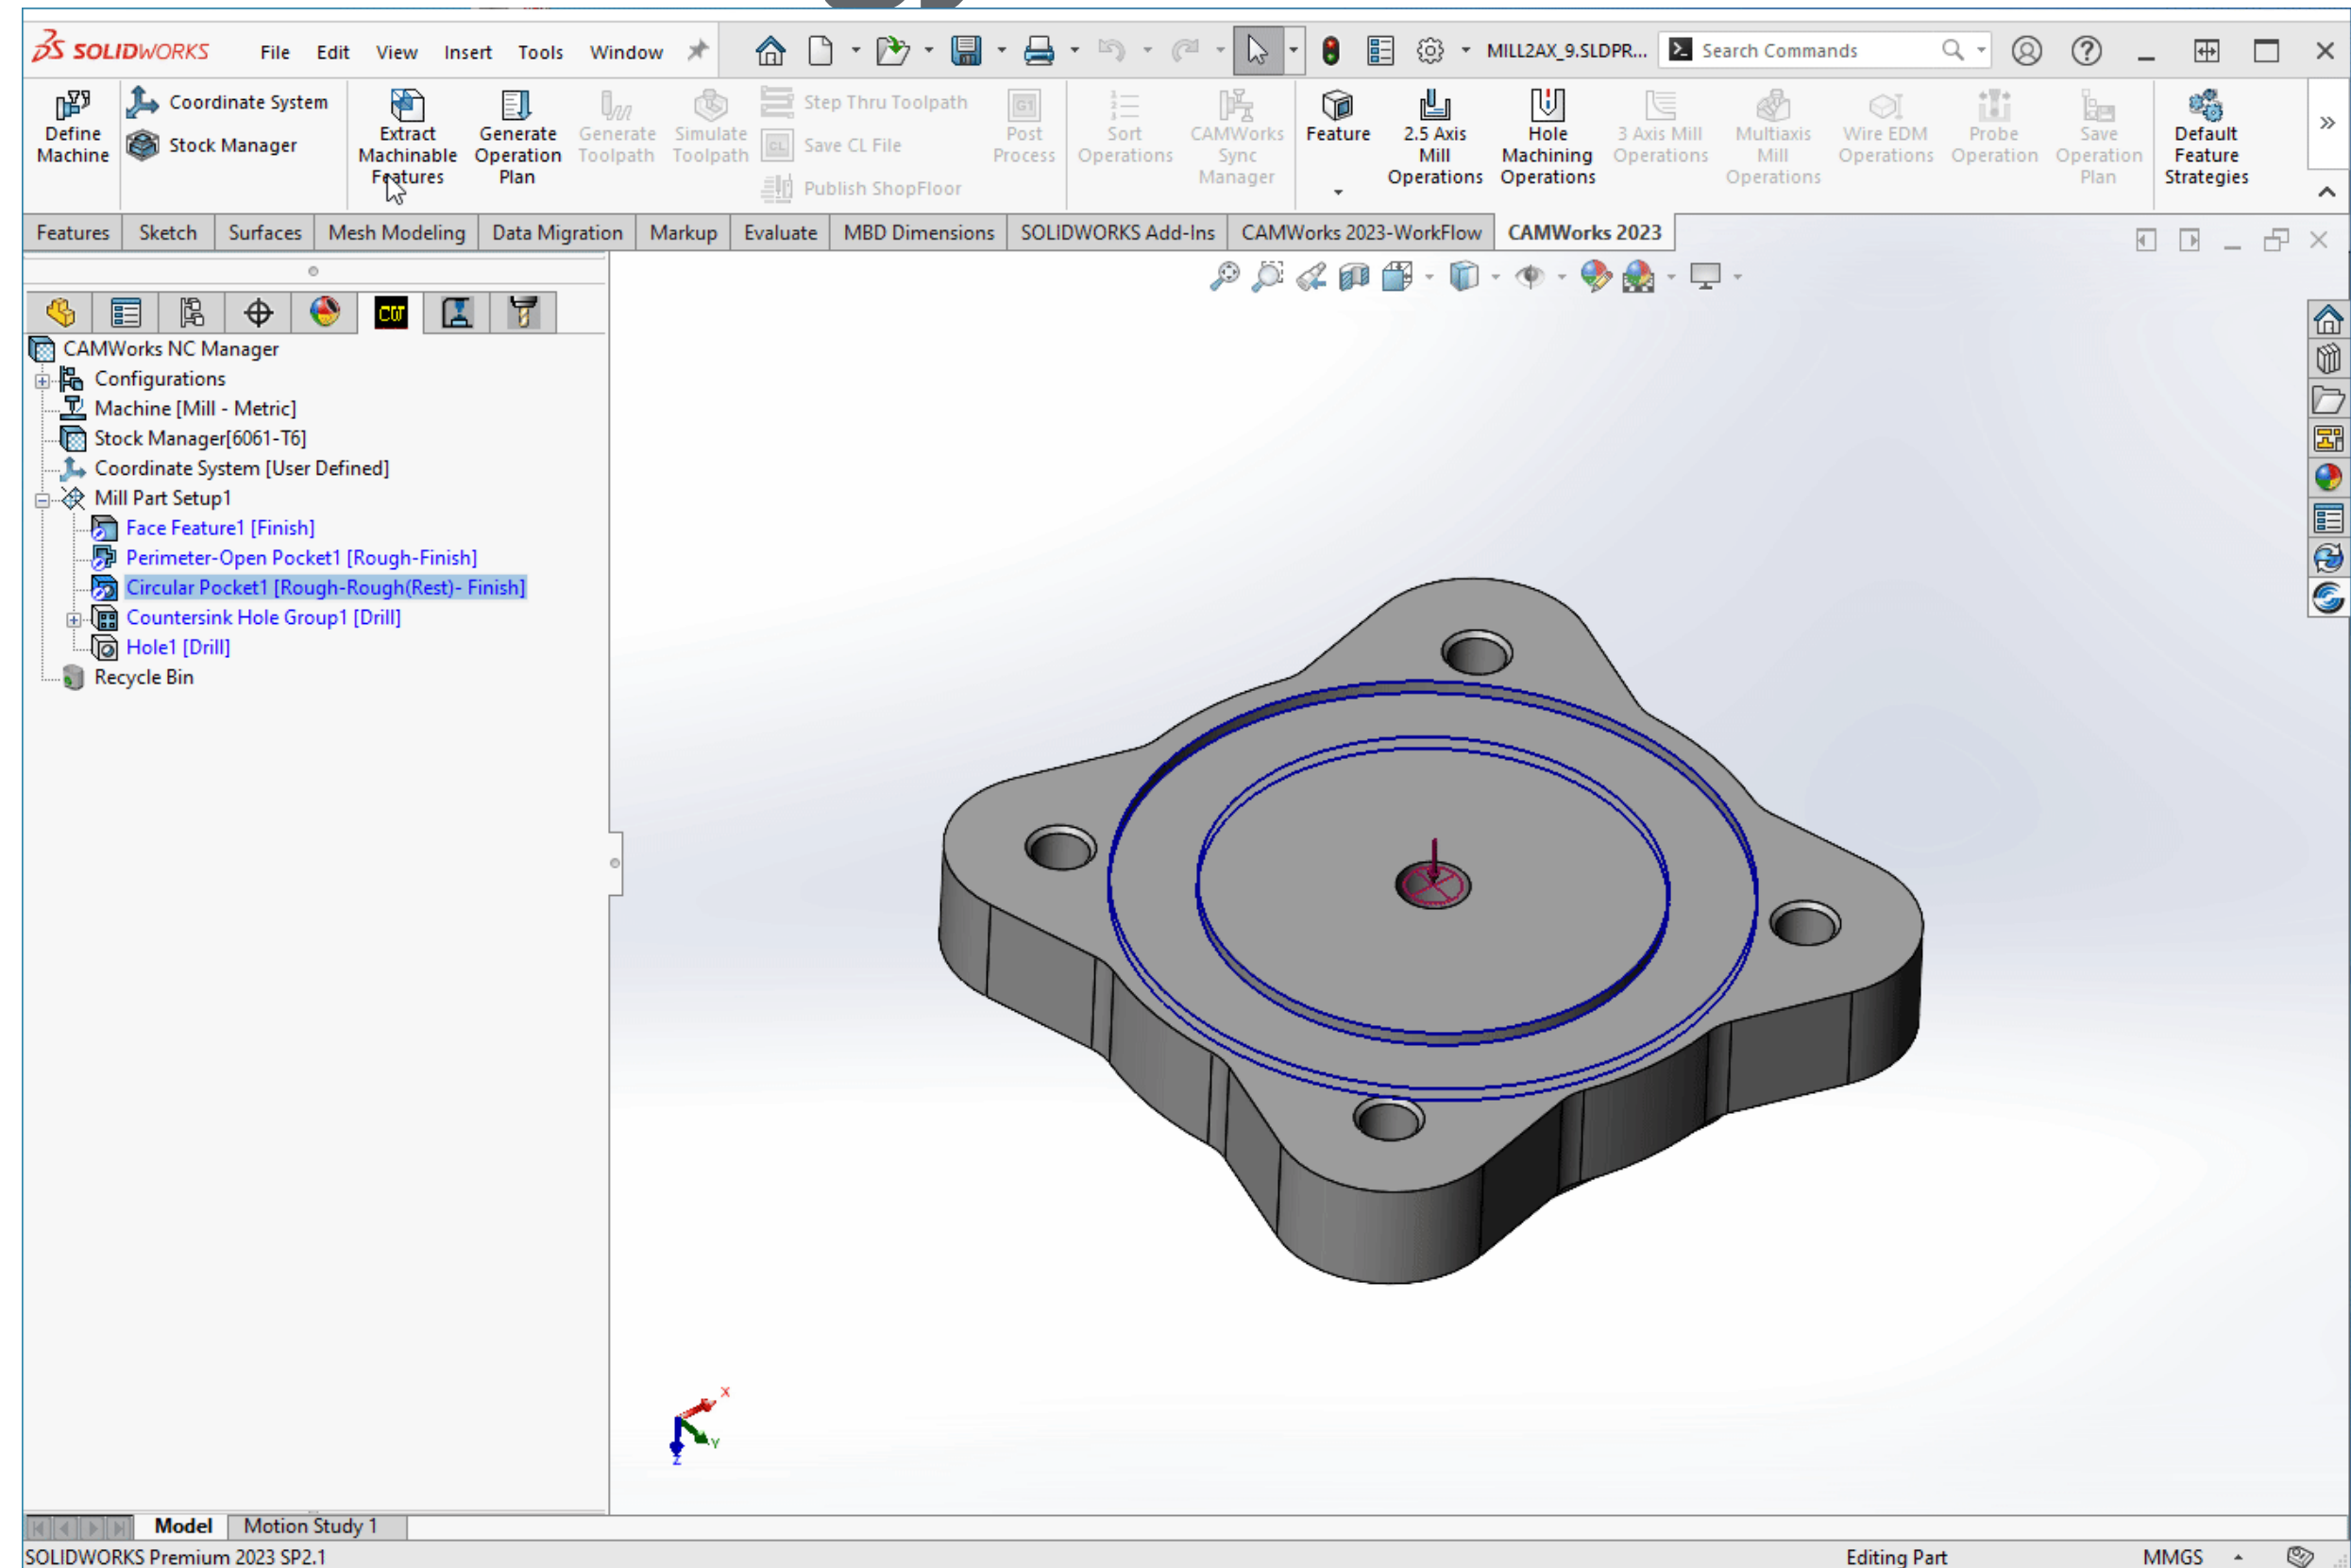 SOLIDWORKS File Edit View Insert Tools Window MILL2AX_9.SLDPR... Search Commands
Define Machine
Coordinate System
Stock Manager
Extract Machinable Features
Generate Operation Plan
Generate Toolpath
Simulate Toolpath
Step Thru Toolpath
CL Save CL File
Publish ShopFloor
G1 Post Process
Sort Operations
CAMWorks Sync Manager
Feature
2.5 Axis Mill Operations
Hole Machining Operations
3 Axis Mill Operations
Multiaxis Mill Operations
Wire EDM Operations
Probe Operation
Save Operation Plan
Default Feature Strategies
Features Sketch Surfaces Mesh Modeling Data Migration Markup Evaluate MBD Dimensions SOLIDWORKS Add-Ins CAMWorks 2023-WorkFlow CAMWorks 2023
CW
CAMWorks NC Manager
Configurations
Machine [Mill - Metric]
Stock Manager[6061-T6]
Coordinate System [User Defined]
Mill Part Setup1
Face Feature1 [Finish]
Perimeter-Open Pocket1 [Rough-Finish]
Circular Pocket1 [Rough-Rough(Rest)- Finish]
Countersink Hole Group1 [Drill]
Hole1 [Drill]
Recycle Bin
X
Y
Z
Model Motion Study 1
SOLIDWORKS Premium 2023 SP2.1 Editing Part MMGS